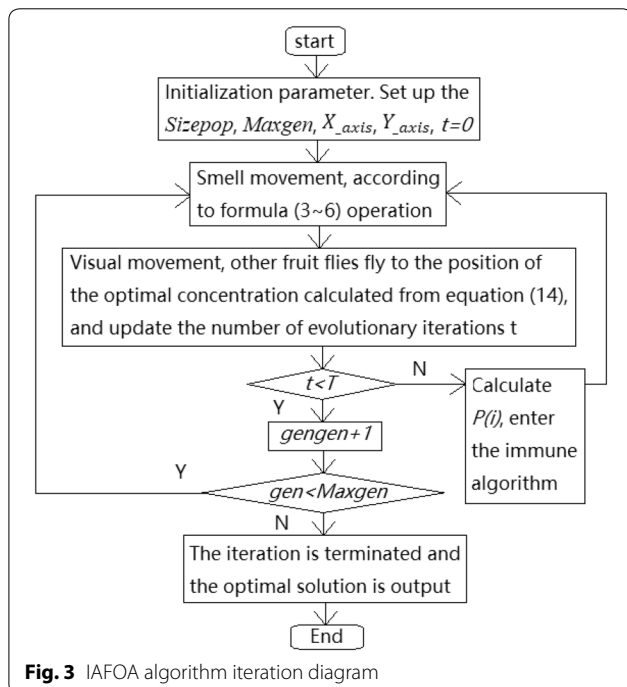 start
Initialization parameter. Set up the
Sizepop, Maxgen, X_axis, Y_axis, t=0
Smell movement, according
to formula (3~6) operation
Visual movement, other fruit flies fly to the position of
the optimal concentration calculated from equation (14),
and update the number of evolutionary iterations t
t<T
N
Y
Calculate
P(i), enter
the immune
algorithm
gengen+1
Y
gen<Maxgen
N
The iteration is terminated and
the optimal solution is output
End
Fig. 3 IAFOA algorithm iteration diagram